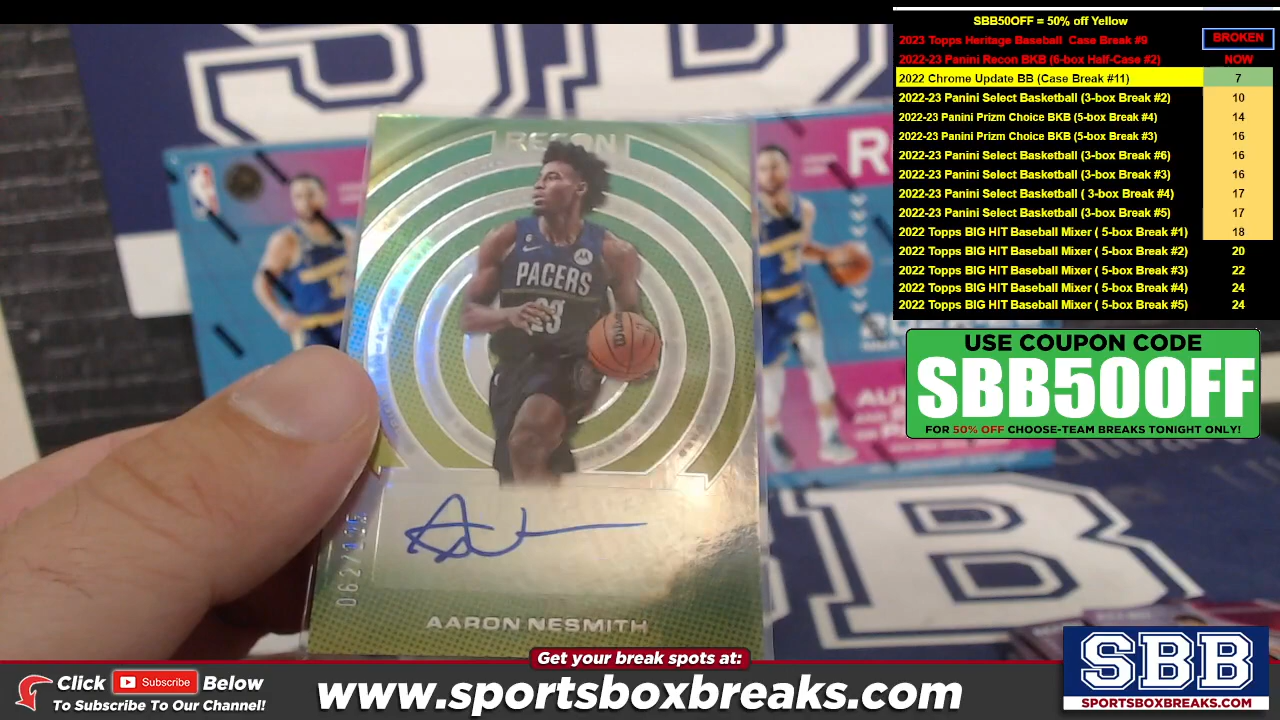 SBB50OFF = 50% off Yellow
2023 Topps Heritage Baseball Case Break #9 BROKEN
2022-23 Panini Recon BKB (6-box Half-Case #2) NOW
2022 Chrome Update BB (Case Break #11) 7
2022-23 Panini Select Basketball (3-box Break #2) 10
2022-23 Panini Prizm Choice BKB (5-box Break #4) 14
2022-23 Panini Prizm Choice BKB (5-box Break #3) 16
2022-23 Panini Select Basketball (3-box Break #6) 16
2022-23 Panini Select Basketball (3-box Break #3) 16
2022-23 Panini Select Basketball ( 3-box Break #4) 17
2022-23 Panini Select Basketball (3-box Break #5) 17
2022 Topps BIG HIT Baseball Mixer ( 5-box Break #1) 18
2022 Topps BIG HIT Baseball Mixer ( 5-box Break #2) 20
2022 Topps BIG HIT Baseball Mixer ( 5-box Break #3) 22
2022 Topps BIG HIT Baseball Mixer ( 5-box Break #4) 24
2022 Topps BIG HIT Baseball Mixer ( 5-box Break #5) 24
USE COUPON CODE
SBB50OFF
FOR 50% OFF CHOOSE-TEAM BREAKS TONIGHT ONLY!
RECON
PACERS
23
AARON NESMITH
Get your break spots at:
Click Subscribe Below
To Subscribe To Our Channel!
www.sportsboxbreaks.com
SBB
SPORTSBOXBREAKS.COM